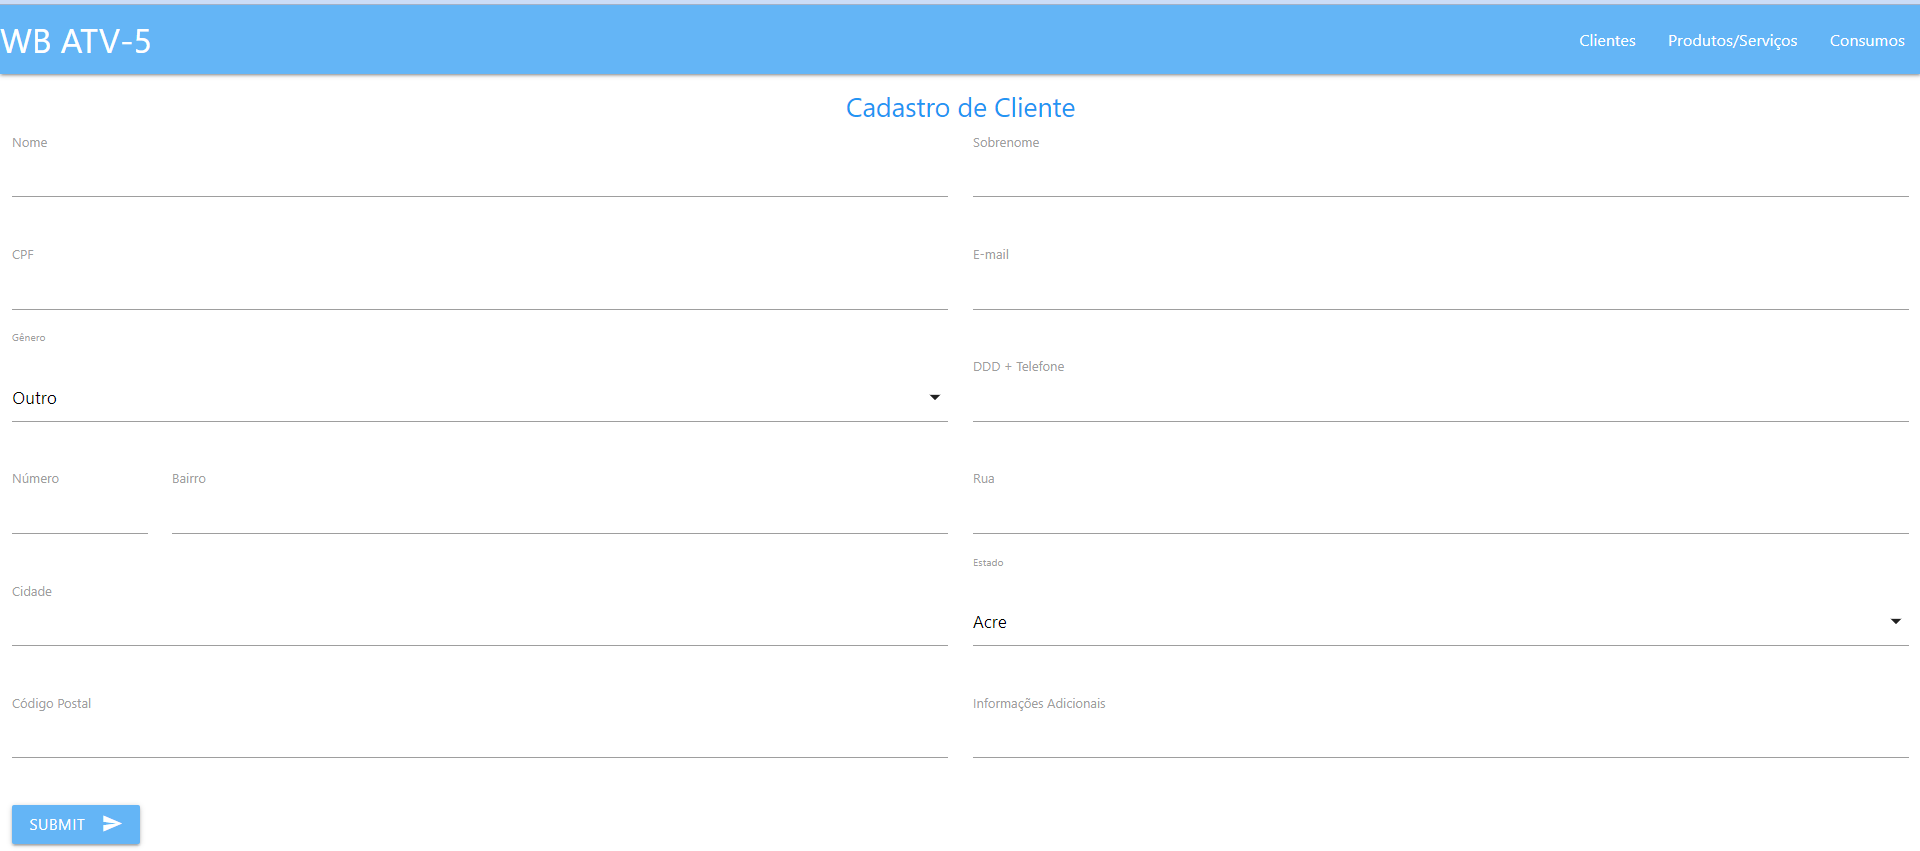 WB ATV-5
Clientes Produtos/Serviços Consumos
Cadastro de Cliente
Nome Sobrenome
CPF E-mail
Gênero
DDD + Telefone
Outro
Número Bairro Rua
Estado
Cidade
Acre
Código Postal Informações Adicionais
SUBMIT